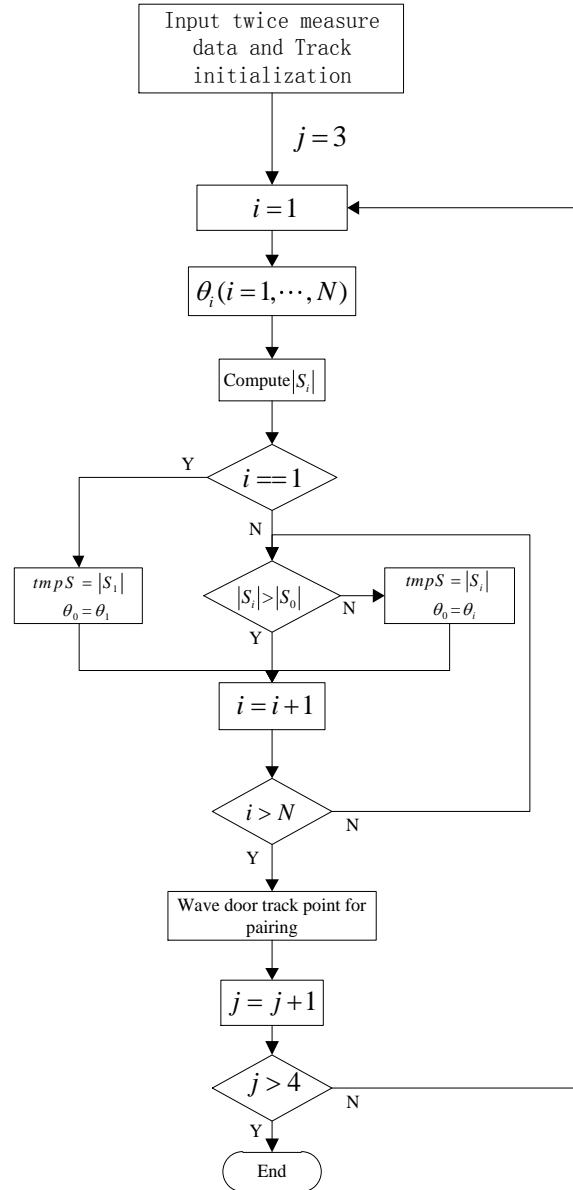 Input twice measure
data and Track
initialization
j = 3
i = 1
θ_i (i = 1, ⋯, N)
Compute |S_i|
Y
i == 1
N
tmpS = |S_1|
θ_0 = θ_1
|S_i| > |S_0|
N
tmpS = |S_i|
θ_0 = θ_i
Y
i = i + 1
i > N
N
Y
Wave door track point for
pairing
j = j + 1
j > 4
N
Y
End